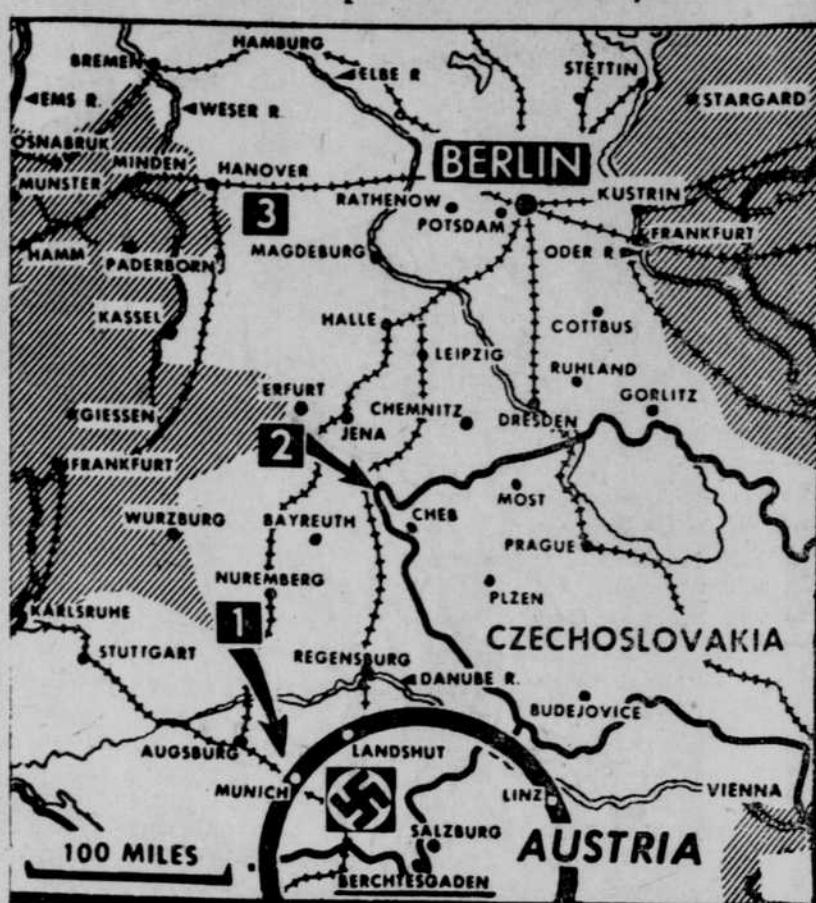 HAMBURG
BREMEN
ELBE R
STETTIN
EMS R.
WESER R.
STARGARD
OSNABRUK
MINDEN
HANOVER
BERLIN
MUNSTER
RATHENOW
KUSTRIN
3
POTSDAM
FRANKFURT
HAMM
PADERBORN
MAGDEBURG
ODER R
KASSEL
HALLE
COTTBUS
LEIPZIG
RUHLAND
ERFURT
GORLITZ
GIESSEN
JENA
CHEMNITZ
DRESDEN
2
FRANKFURT
MOST
WURZBURG
BAYREUTH
CHEB
PRAGUE
NUREMBERG
PLZEN
KARLSRUHE
1
CZECHOSLOVAKIA
STUTTGART
REGENSBURG
DANUBE R.
BUDEJOVICE
AUGSBURG
LANDSHUT
MUNICH
LINZ
VIENNA
SALZBURG
AUSTRIA
100 MILES
BERCHTESGADEN